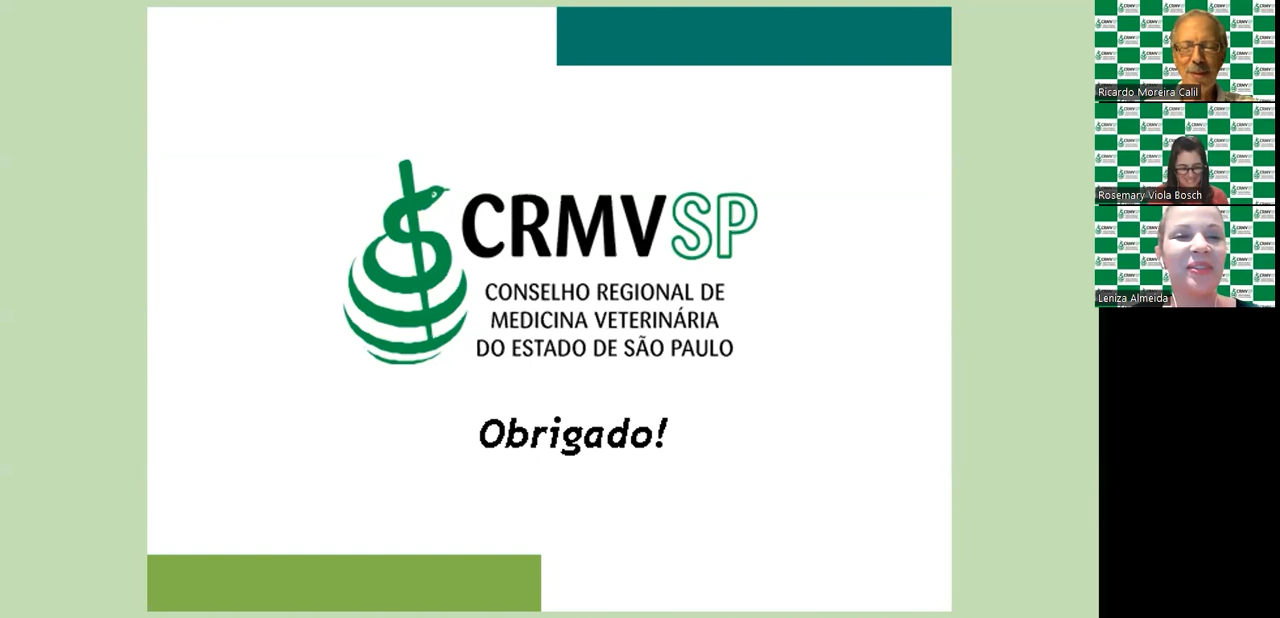 CRMVSP
CONSELHO REGIONAL DE
MEDICINA VETERINÁRIA
DO ESTADO DE SÃO PAULO
Obrigado!
Ricardo Moreira Calil
Rosemary Viola Bosch
Leniza Almeida